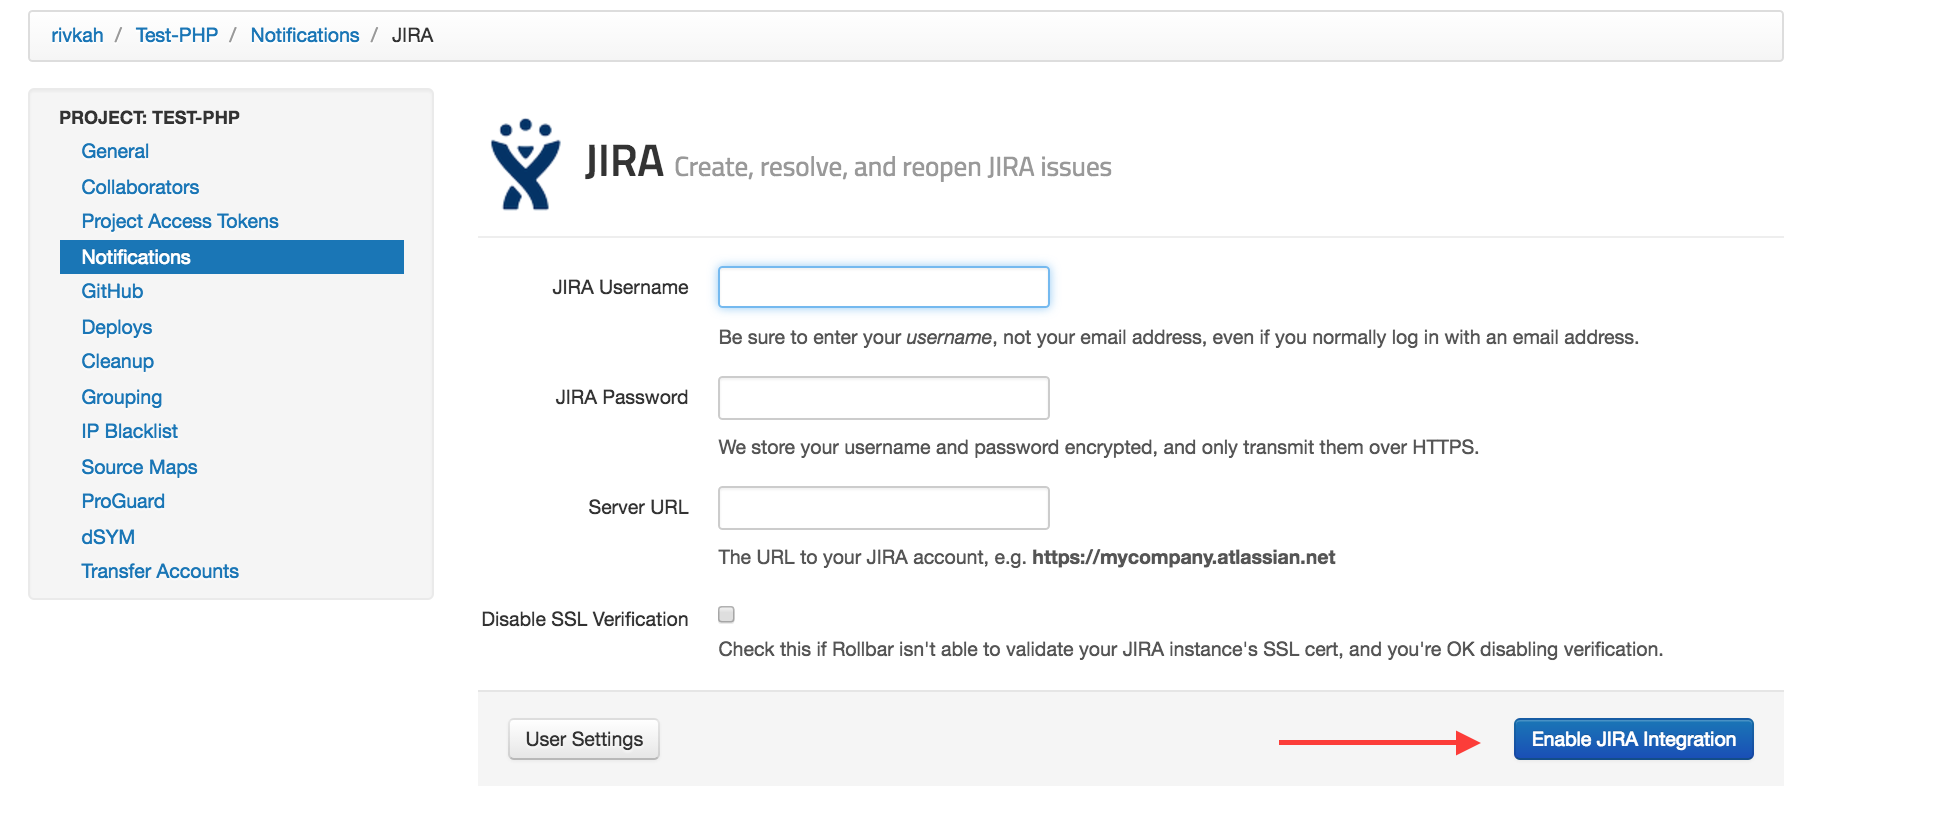 rivkah / Test-PHP / Notifications / JIRA
PROJECT: TEST-PHP
General
Collaborators
Project Access Tokens
Notifications
GitHub
Deploys
Cleanup
Grouping
IP Blacklist
Source Maps
ProGuard
dSYM
Transfer Accounts
JIRA Create, resolve, and reopen JIRA issues
JIRA Username
Be sure to enter your username, not your email address, even if you normally log in with an email address.
JIRA Password
We store your username and password encrypted, and only transmit them over HTTPS.
Server URL
The URL to your JIRA account, e.g. https://mycompany.atlassian.net
Disable SSL Verification
Check this if Rollbar isn't able to validate your JIRA instance's SSL cert, and you're OK disabling verification.
User Settings
Enable JIRA Integration